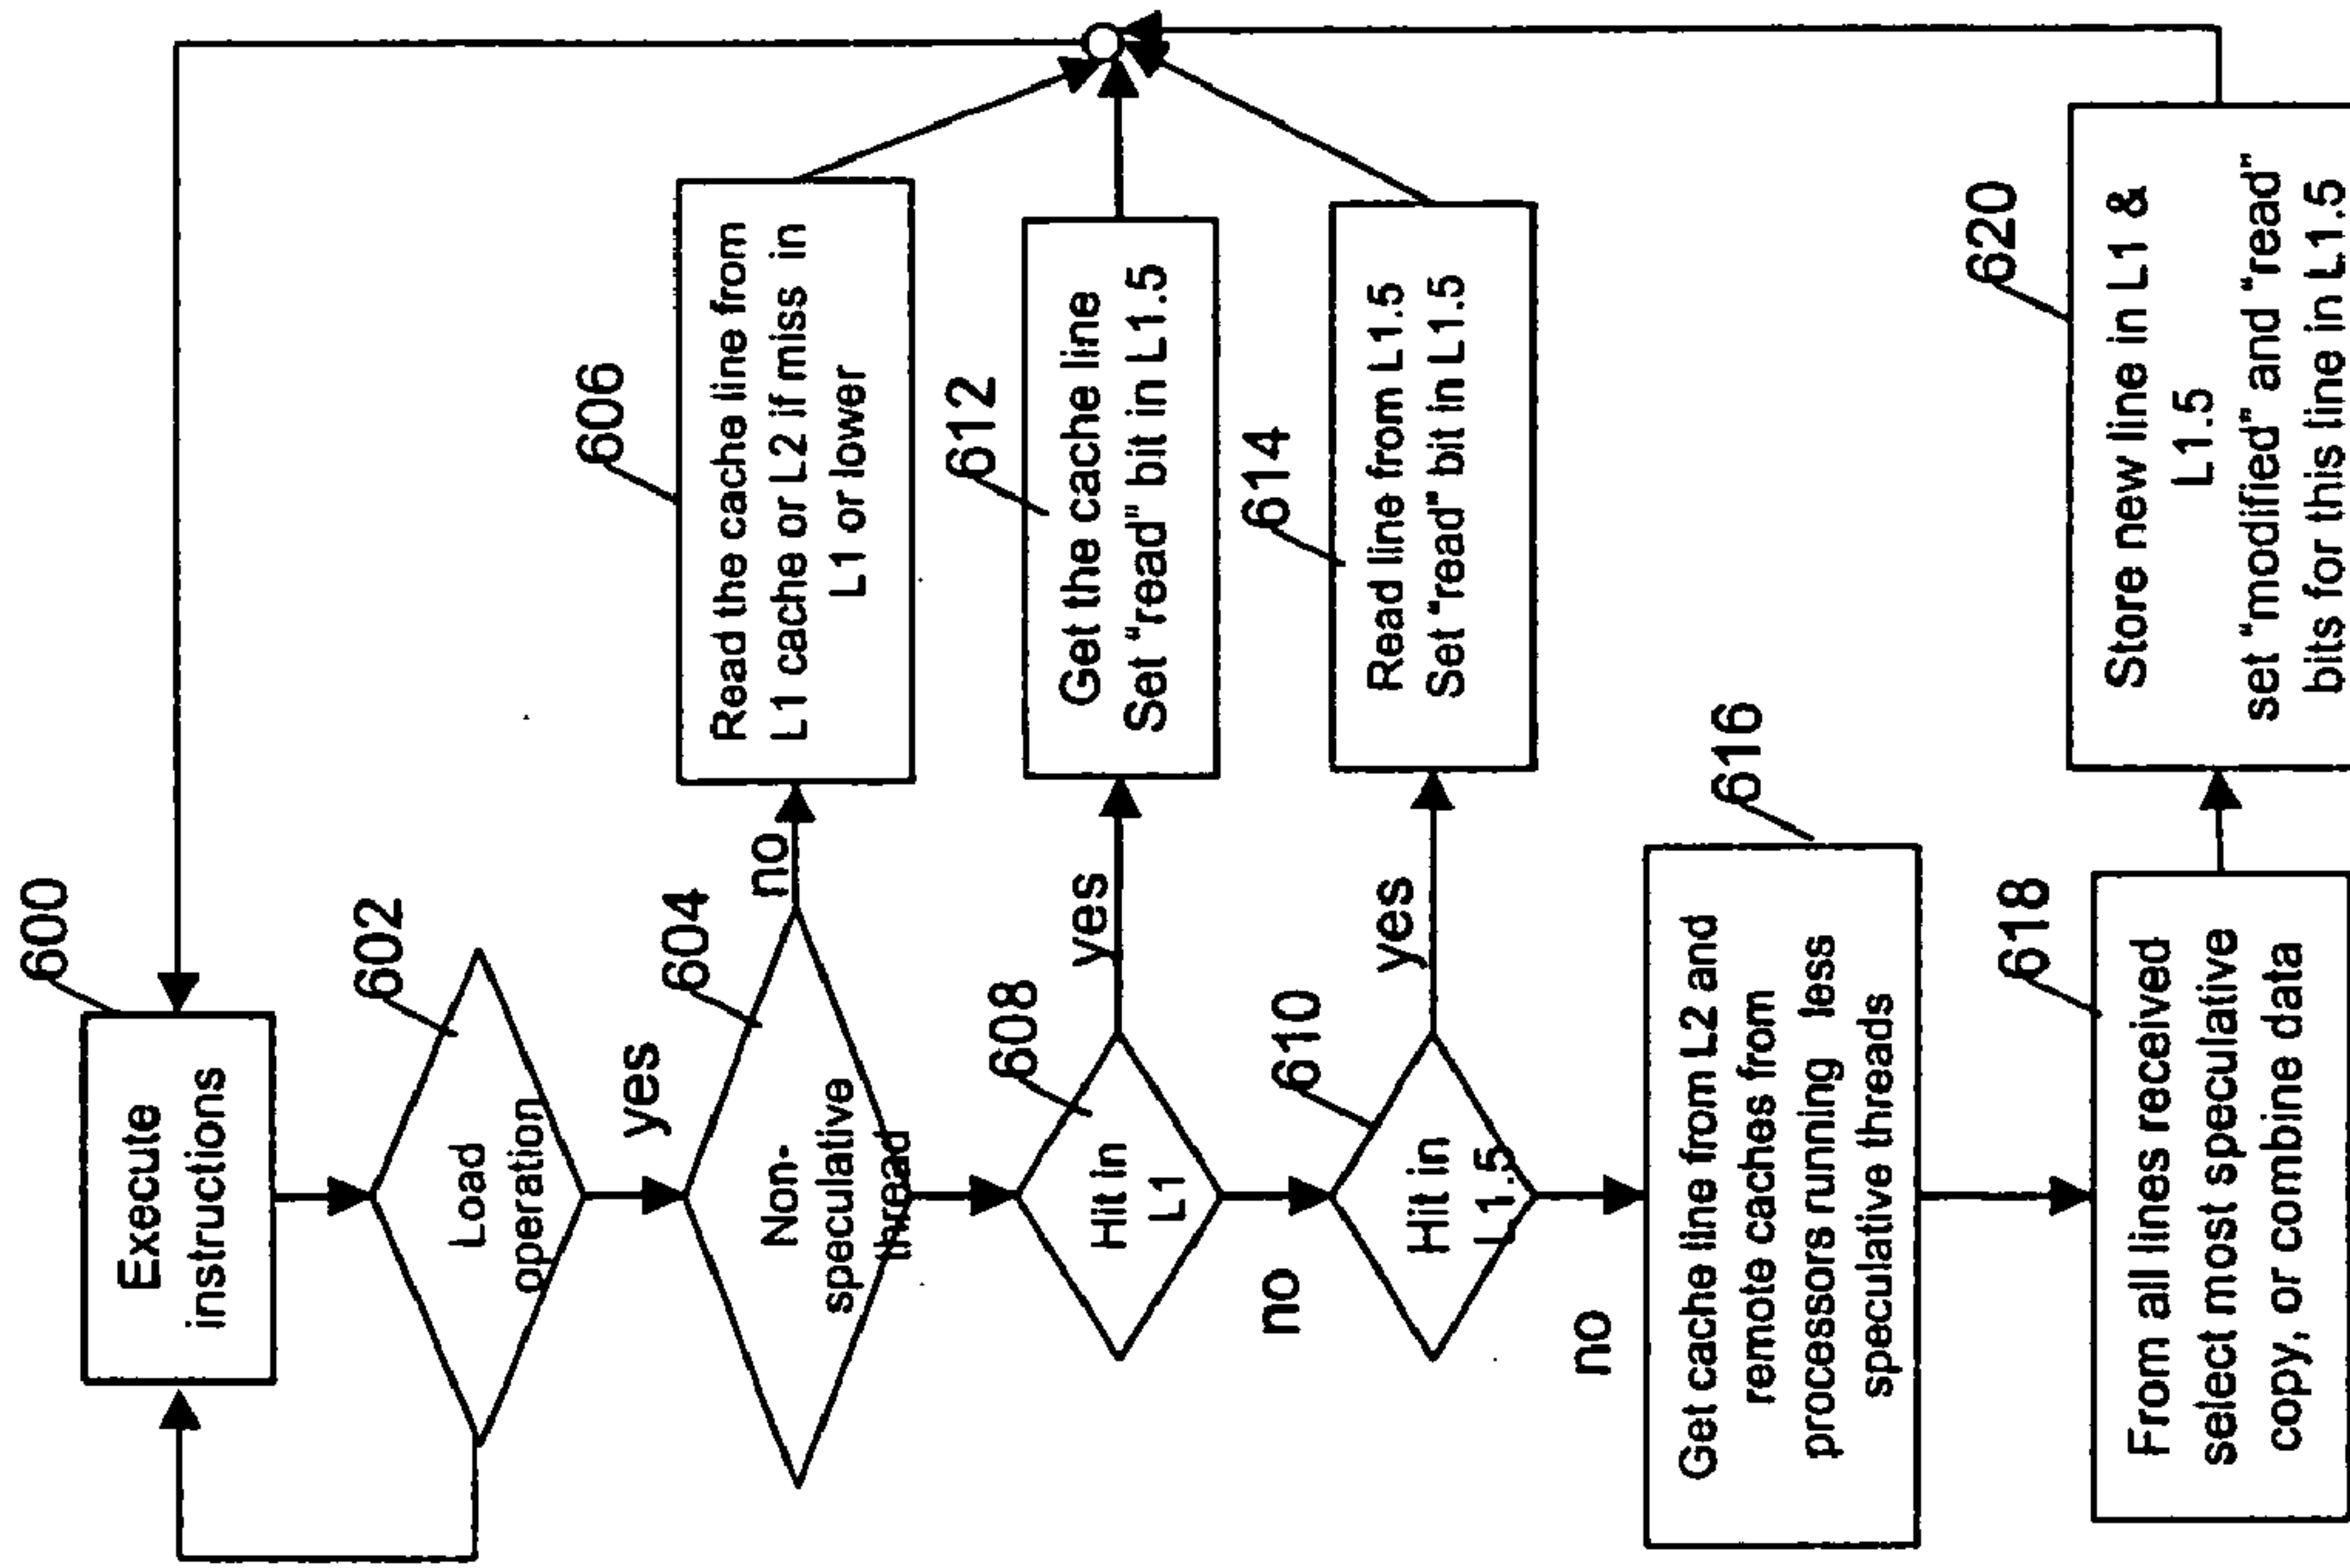 600
Execute
instructions
602
Load
operation
yes
604
Non-
speculative
thread
no
606
Read the cache line from
L1 cache or L2 if miss in
L1 or lower
608
Hit in
L1
yes
612
Get the cache line
Set "read" bit in L1.5
no
610
Hit in
L1.5
yes
614
Read line from L1.5
Set "read" bit in L1.5
no
616
Get cache line from L2 and
remote caches from
processors running less
speculative threads
618
From all lines received
select most speculative
copy, or combine data
620
Store new line in L1 &
L1.5
set "modified" and "read"
bits for this line in L1.5